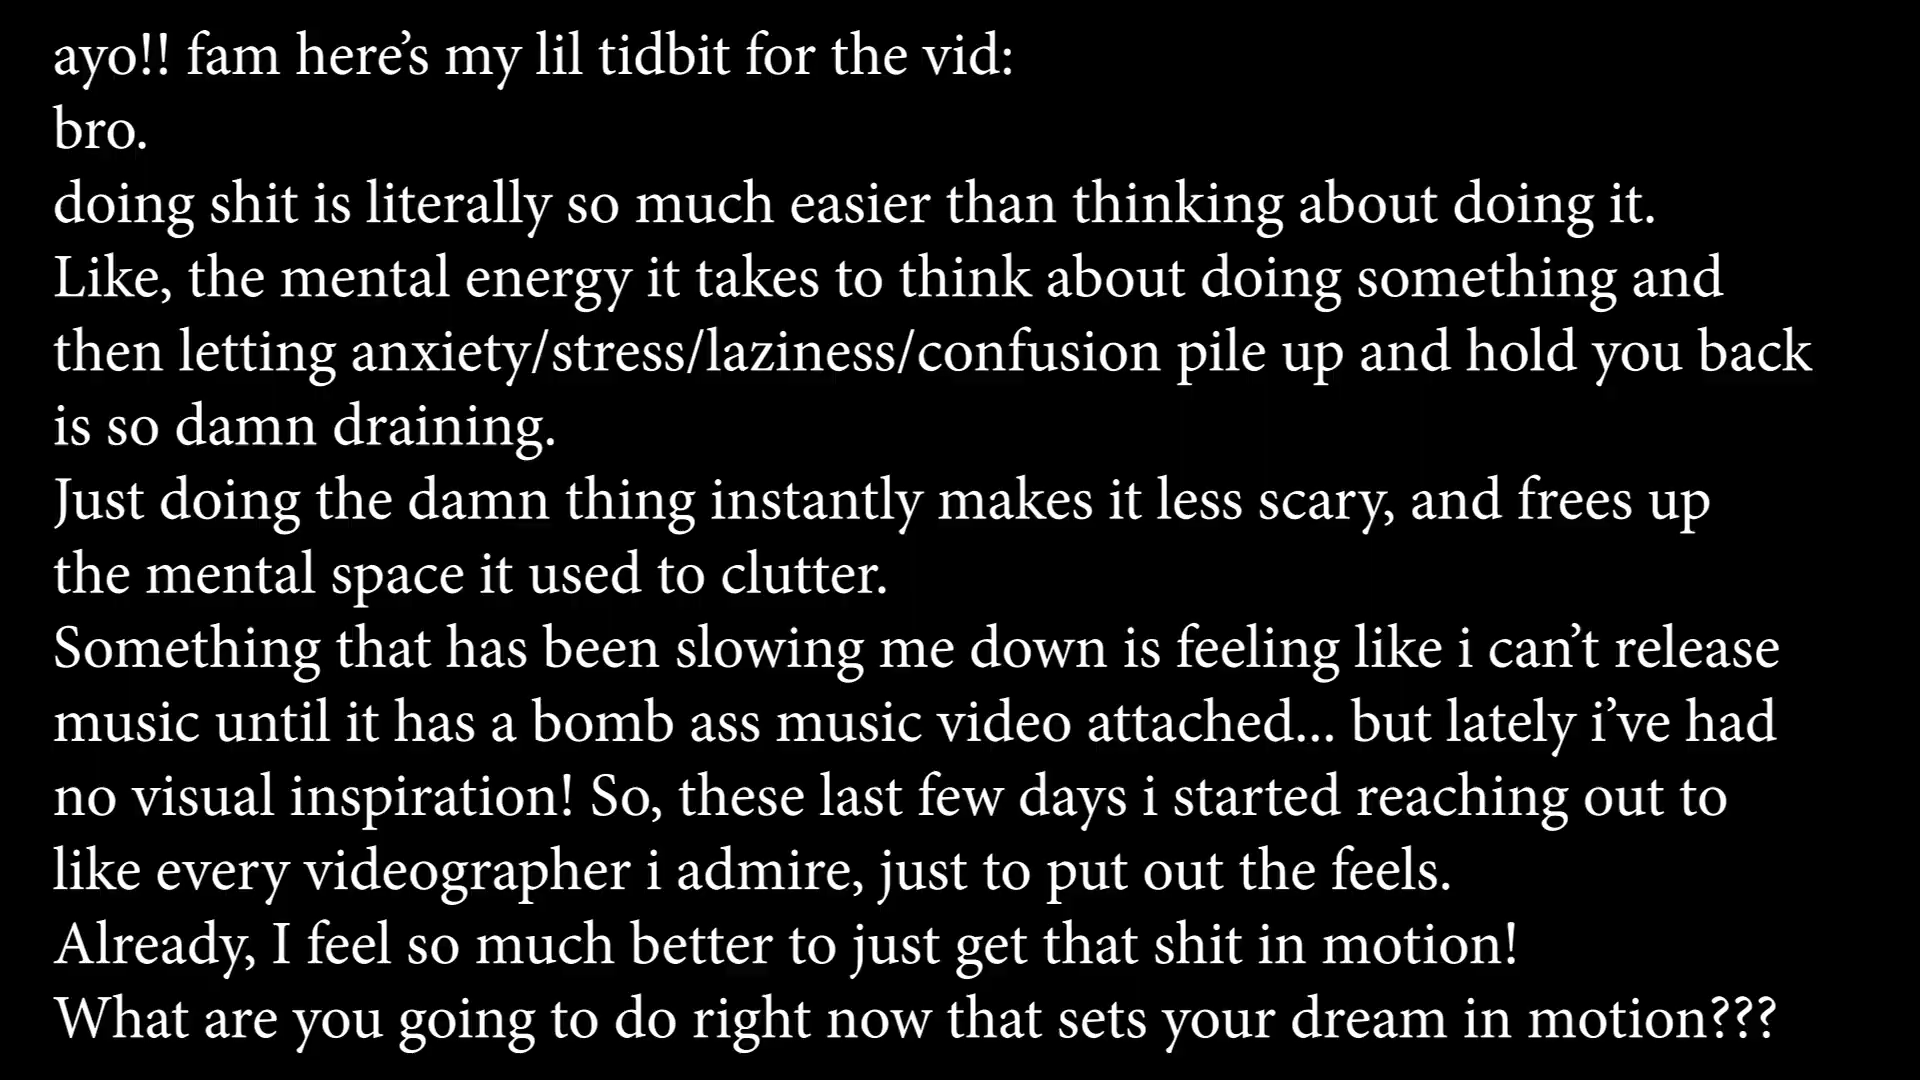 ayo!! fam here’s my lil tidbit for the vid:
bro.
doing shit is literally so much easier than thinking about doing it.
Like, the mental energy it takes to think about doing something and
then letting anxiety/stress/laziness/confusion pile up and hold you back
is so damn draining.
Just doing the damn thing instantly makes it less scary, and frees up
the mental space it used to clutter.
Something that has been slowing me down is feeling like i can’t release
music until it has a bomb ass music video attached... but lately i’ve had
no visual inspiration! So, these last few days i started reaching out to
like every videographer i admire, just to put out the feels.
Already, I feel so much better to just get that shit in motion!
What are you going to do right now that sets your dream in motion???